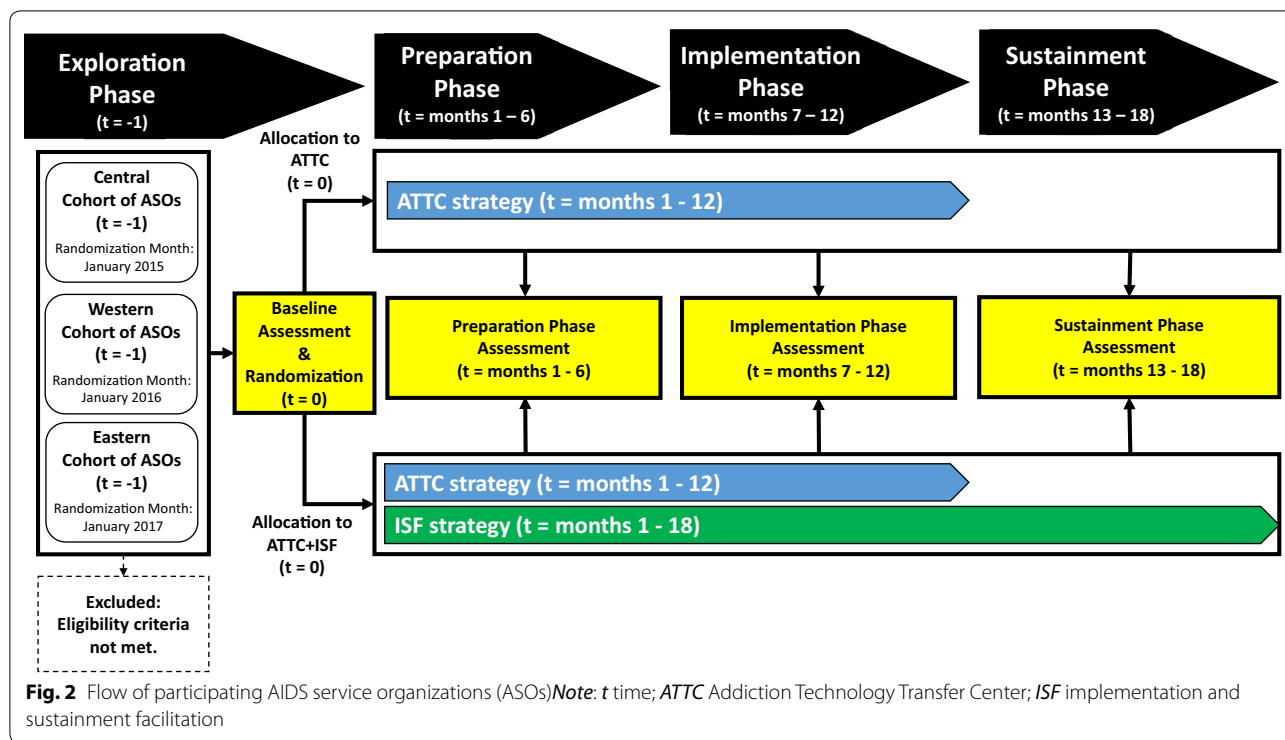 Exploration
Phase
(t = -1)
Preparation
Phase
(t = months 1 – 6)
Implementation
Phase
(t = months 7 – 12)
Sustainment
Phase
(t = months 13 – 18)
Central
Cohort of ASOs
(t = -1)
Randomization Month:
January 2015
Western
Cohort of ASOs
(t = -1)
Randomization Month:
January 2016
Eastern
Cohort of ASOs
(t = -1)
Randomization Month:
January 2017
Excluded:
Eligibility criteria
not met.
Baseline
Assessment
&
Randomization
(t = 0)
Allocation to
ATTC
(t = 0)
ATTC strategy (t = months 1 - 12)
Preparation Phase
Assessment
(t = months 1 - 6)
Implementation Phase
Assessment
(t = months 7 - 12)
Sustainment Phase
Assessment
(t = months 13 - 18)
Allocation to
ATTC+ISF
(t = 0)
ATTC strategy (t = months 1 - 12)
ISF strategy (t = months 1 - 18)
Fig. 2 Flow of participating AIDS service organizations (ASOs)Note: t time; ATTC Addiction Technology Transfer Center; ISF implementation and
sustainment facilitation